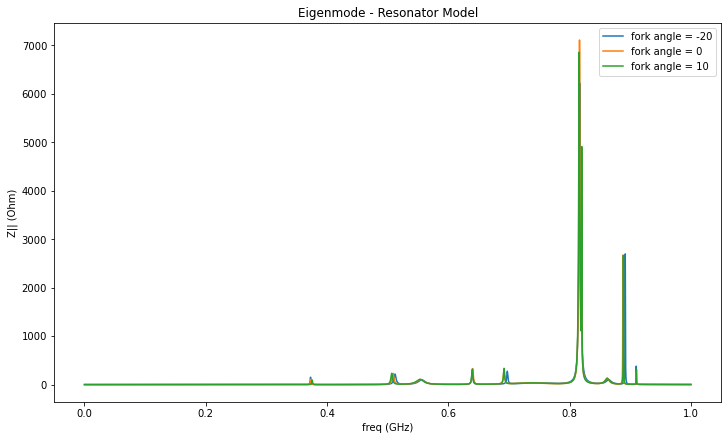 Eigenmode - Resonator Model
fork angle = -20
fork angle = 0
fork angle = 10
7000
6000
5000
4000
3000
2000
1000
0
Z|| (Ohm)
0.0 0.2 0.4 0.6 0.8 1.0
freq (GHz)